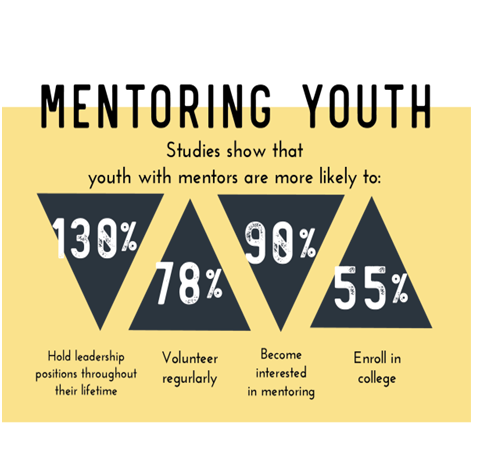 MENTORING YOUTH
Studies show that
youth with mentors are more likely to:
130%
78%
90%
55%
Hold leadership
positions throughout
their lifetime
Volunteer
regurlarly
Become
interested
in mentoring
Enroll in
college